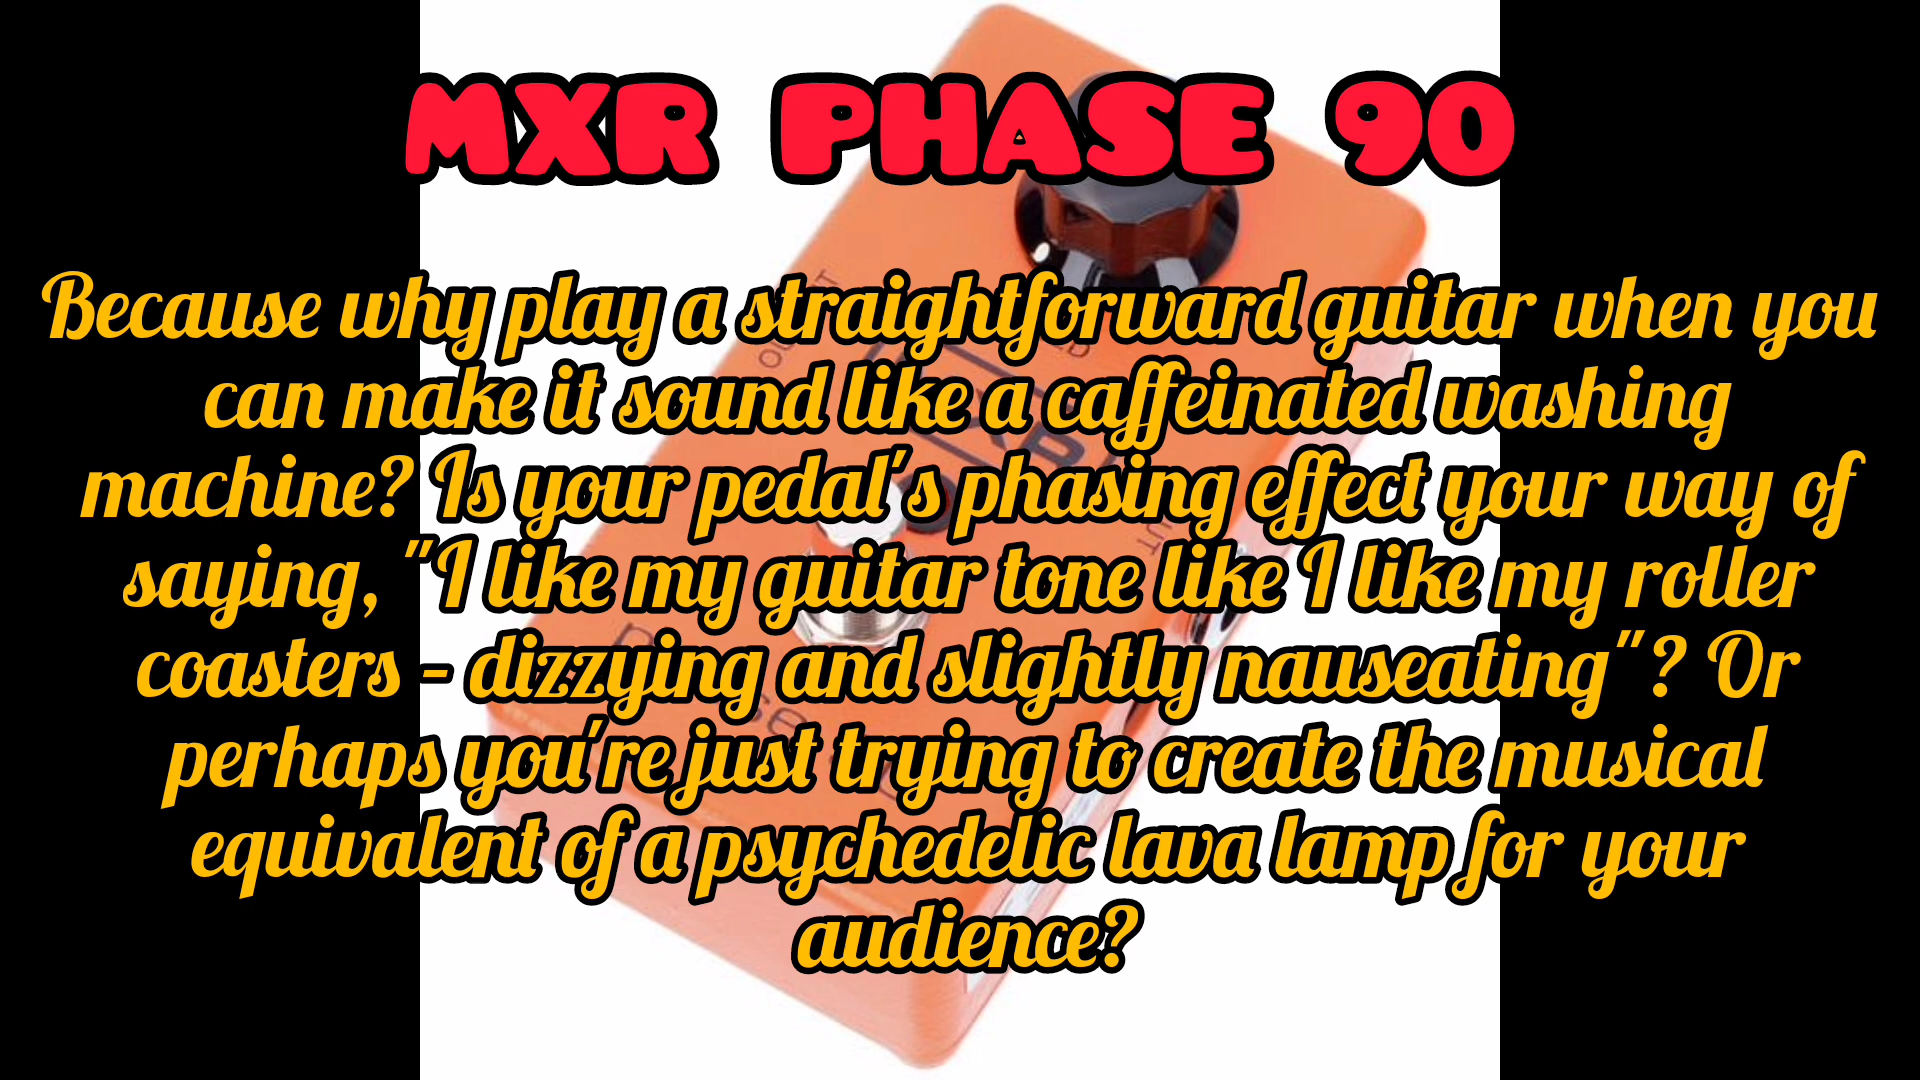 MXR PHASE 90
Because why play a straightforward guitar when you
can make it sound like a caffeinated washing
machine? Is your pedal's phasing effect your way of
saying, "I like my guitar tone like I like my roller
coasters - dizzying and slightly nauseating"? Or
perhaps you're just trying to create the musical
equivalent of a psychedelic lava lamp for your
audience?